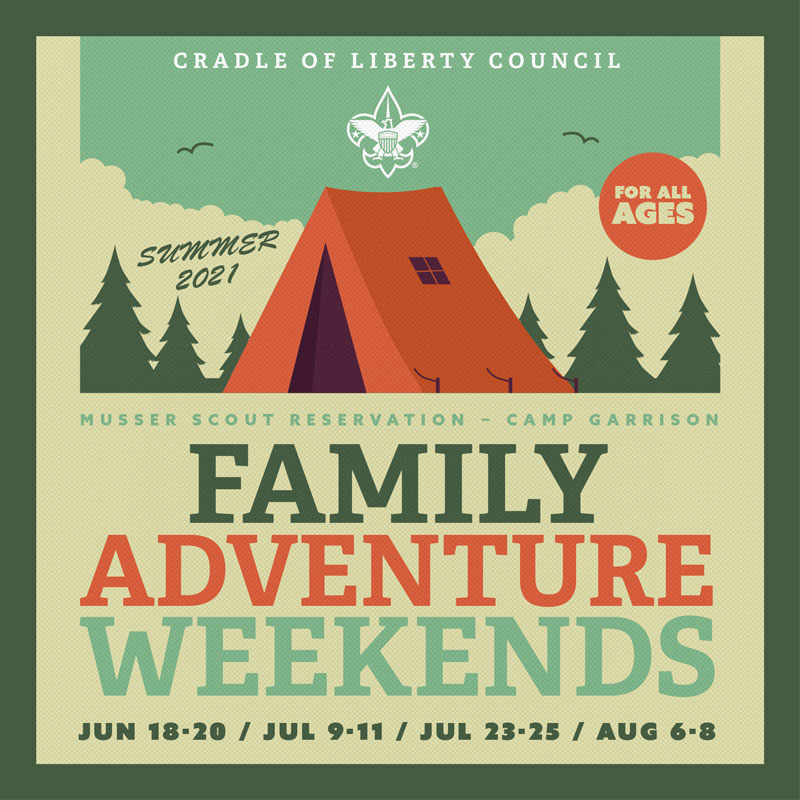 CRADLE OF LIBERTY COUNCIL
®
FOR ALL
AGES
SUMMER
2021
MUSSER SCOUT RESERVATION – CAMP GARRISON
FAMILY
ADVENTURE
WEEKENDS
JUN 18-20 / JUL 9-11 / JUL 23-25 / AUG 6-8